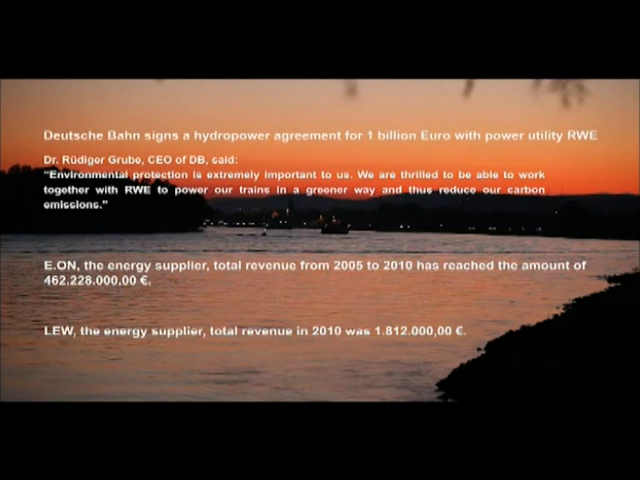 Deutsche Bahn signs a hydropower agreement for 1 billion Euro with power utility RWE
Dr. Rüdiger Grube, CEO of DB, said:
"Environmental protection is extremely important to us. We are thrilled to be able to work
together with RWE to power our trains in a greener way and thus reduce our carbon
emissions."
E.ON, the energy supplier, total revenue from 2005 to 2010 has reached the amount of
462.228.000,00 €.
LEW, the energy supplier, total revenue in 2010 was 1.812.000,00 €.